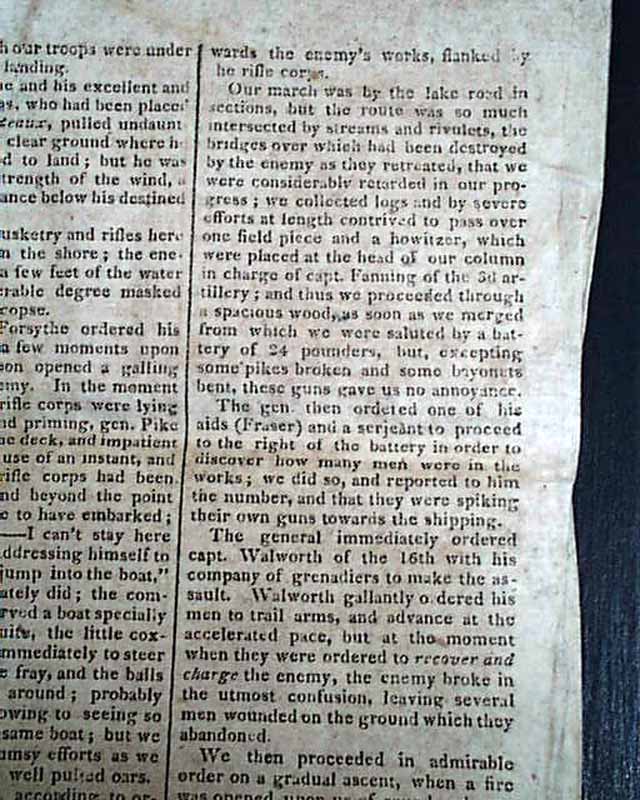 h our troops were under
landing.
e and his excellent and
as, who had been placed
teaux, pulled undaunt
clear ground where h
d to land; but he was
trength of the wind, a
ance below his destined
usketry and rifles here
n the shore; the ene-
a few feet of the water
erable degree masked
corpse.
Forsythe ordered his
a few moments upon
son opened a galling
emy. In the moment
rifle corps were lying
nd priming, gen. Pike
he deck, and impatient
use of an instant, and
rifle corps had been
nd beyond the point
e to have embarked;
—I can't stay here
ddressing himself to
jump into the boat,"
ately did; the com-
rved a boat specially
uite, the little cox-
mmediately to steer
e fray, and the balls
around; probably
owing to seeing so
same boat; but we
umsy efforts as we
well pulled oars.
according to or-
wards the enemy's works, flanked by
he rifle corps.
Our march was by the lake road in
sections, but the route was so much
intersected by streams and rivulets, the
bridges over which had been destroyed
by the enemy as they retreated, that we
were considerably retarded in our pro-
gress; we collected logs and by severe
efforts at length contrived to pass over
one field piece and a howitzer, which
were placed at the head of our column
in charge of capt. Fanning of the 3d ar-
tillery; and thus we proceeded through
a spacious wood, as soon as we merged
from which we were saluted by a bat-
tery of 24 pounders, but, excepting
some pikes broken and some bayonets
bent, these guns gave us no annoyance.
The gen. then ordered one of his
aids (Fraser) and a serjeant to proceed
to the right of the battery in order to
discover how many men were in the
works; we did so, and reported to him
the number, and that they were spiking
their own guns towards the shipping.
The general immediately ordered
capt. Walworth of the 16th with his
company of grenadiers to make the as-
sault. Walworth gallantly o dered his
men to trail arms, and advance at the
accelerated pace, but at the moment
when they were ordered to recover and
charge the enemy, the enemy broke in
the utmost confusion, leaving several
men wounded on the ground which they
abandoned.
We then proceeded in admirable
order on a gradual ascent, when a fire
was opened upon us of